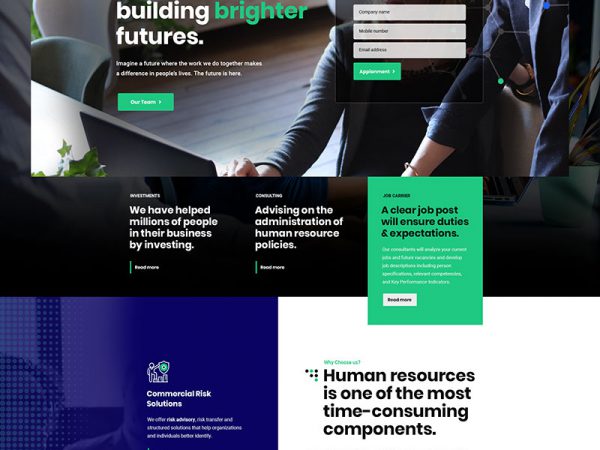 building brighter
futures.
Imagine a future where the work we do together makes
a difference in people's lives. The future is here.
Our Team
Company name
Mobile number
Email address
Appionment
INVESTMENTS
We have helped
millions of people
in their business
by investing.
Read more
CONSULTING
Advising on the
administration of
human resource
policies.
Read more
JOB CARRIER
A clear job post
will ensure duties
& expectations.
Our consultants will analyze your current
jobs and future vacancies and develop
job descriptions including person
specifications, relevant competencies,
and Key Performance Indicators.
Read more
Commercial Risk
Solutions
We offer risk advisory, risk transfer and
structured solutions that help organizations
and individuals better identify.
Why Choose us?
Human resources
is one of the most
time-consuming
components.